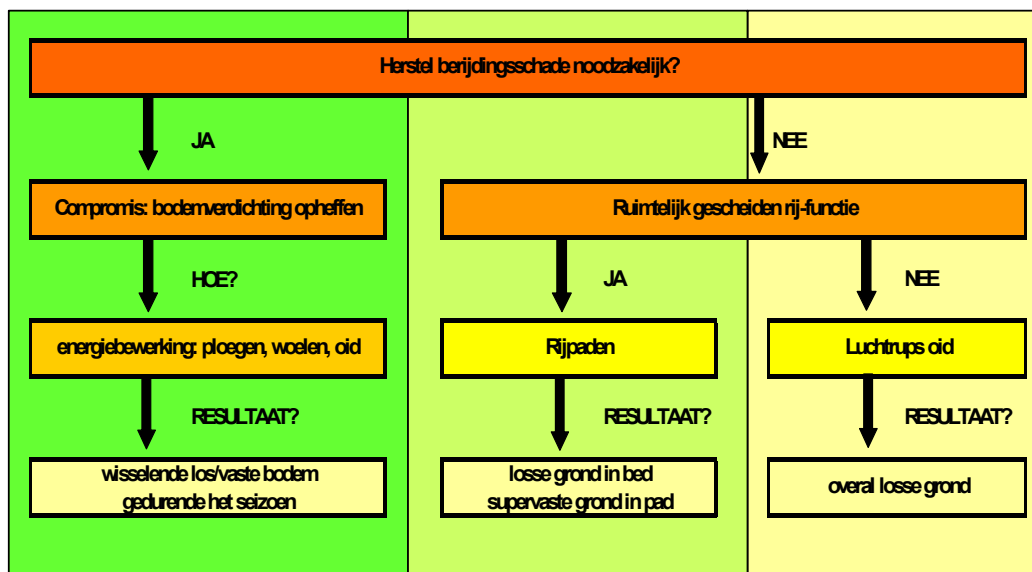 Herstel berijdingsschade noodzakelijk?
JA
NEE
Compromis: bodemverdichting opheffen
Ruimtelijk gescheiden rij-functie
HOE?
JA
NEE
energiebewerking: ploegen, woelen, oid
Rijpaden
Luchtrups oid
RESULTAAT?
RESULTAAT?
RESULTAAT?
wisselende los/vaste bodem
gedurende het seizoen
losse grond in bed
supervaste grond in pad
overal losse grond